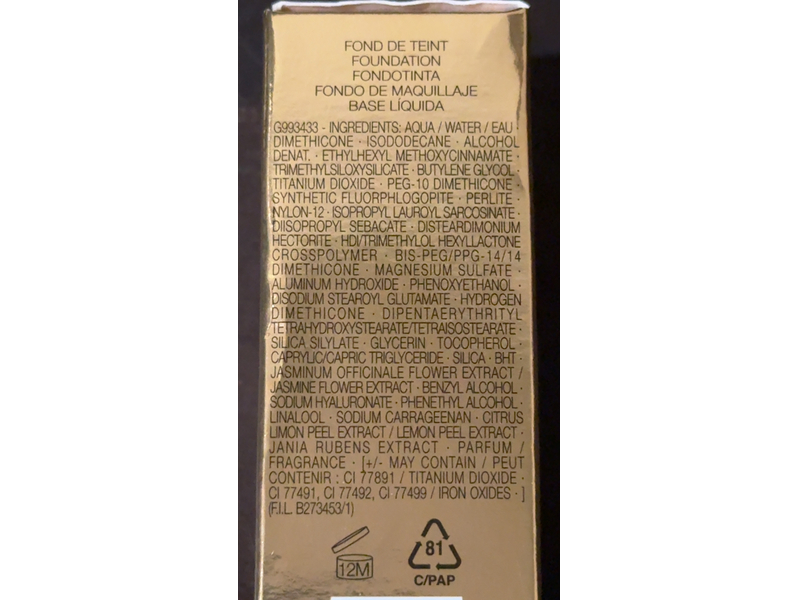 FOND DE TEINT
FOUNDATION
FONDOTINTA
FONDO DE MAQUILLAJE
BASE LÍQUIDA
G993433 - INGREDIENTS: AQUA / WATER / EAU ·
DIMETHICONE · ISODODECANE · ALCOHOL
DENAT. · ETHYLHEXYL METHOXYCINNAMATE ·
TRIMETHYLSILOXYSILICATE · BUTYLENE GLYCOL ·
TITANIUM DIOXIDE · PEG-10 DIMETHICONE ·
SYNTHETIC FLUORPHLOGOPITE · PERLITE ·
NYLON-12 · ISOPROPYL LAUROYL SARCOSINATE ·
DIISOPROPYL SEBACATE · DISTEARDIMONIUM
HECTORITE · HDI/TRIMETHYLOL HEXYLLACTONE
CROSSPOLYMER · BIS-PEG/PPG-14/14
DIMETHICONE · MAGNESIUM SULFATE ·
ALUMINUM HYDROXIDE · PHENOXYETHANOL ·
DISODIUM STEAROYL GLUTAMATE · HYDROGEN
DIMETHICONE · DIPENTAERYTHRITYL
TETRAHYDROXYSTEARATE/TETRAISOSTEARATE ·
SILICA SILYLATE · GLYCERIN · TOCOPHEROL ·
CAPRYLIC/CAPRIC TRIGLYCERIDE · SILICA · BHT ·
JASMINUM OFFICINALE FLOWER EXTRACT /
JASMINE FLOWER EXTRACT · BENZYL ALCOHOL ·
SODIUM HYALURONATE · PHENETHYL ALCOHOL ·
LINALOOL · SODIUM CARRAGEENAN · CITRUS
LIMON PEEL EXTRACT / LEMON PEEL EXTRACT ·
JANIA RUBENS EXTRACT · PARFUM /
FRAGRANCE · [+/- MAY CONTAIN / PEUT
CONTENIR : CI 77891 / TITANIUM DIOXIDE ·
CI 77491, CI 77492, CI 77499 / IRON OXIDES · ]
(F.I.L. B273453/1)
12M
81
C/PAP